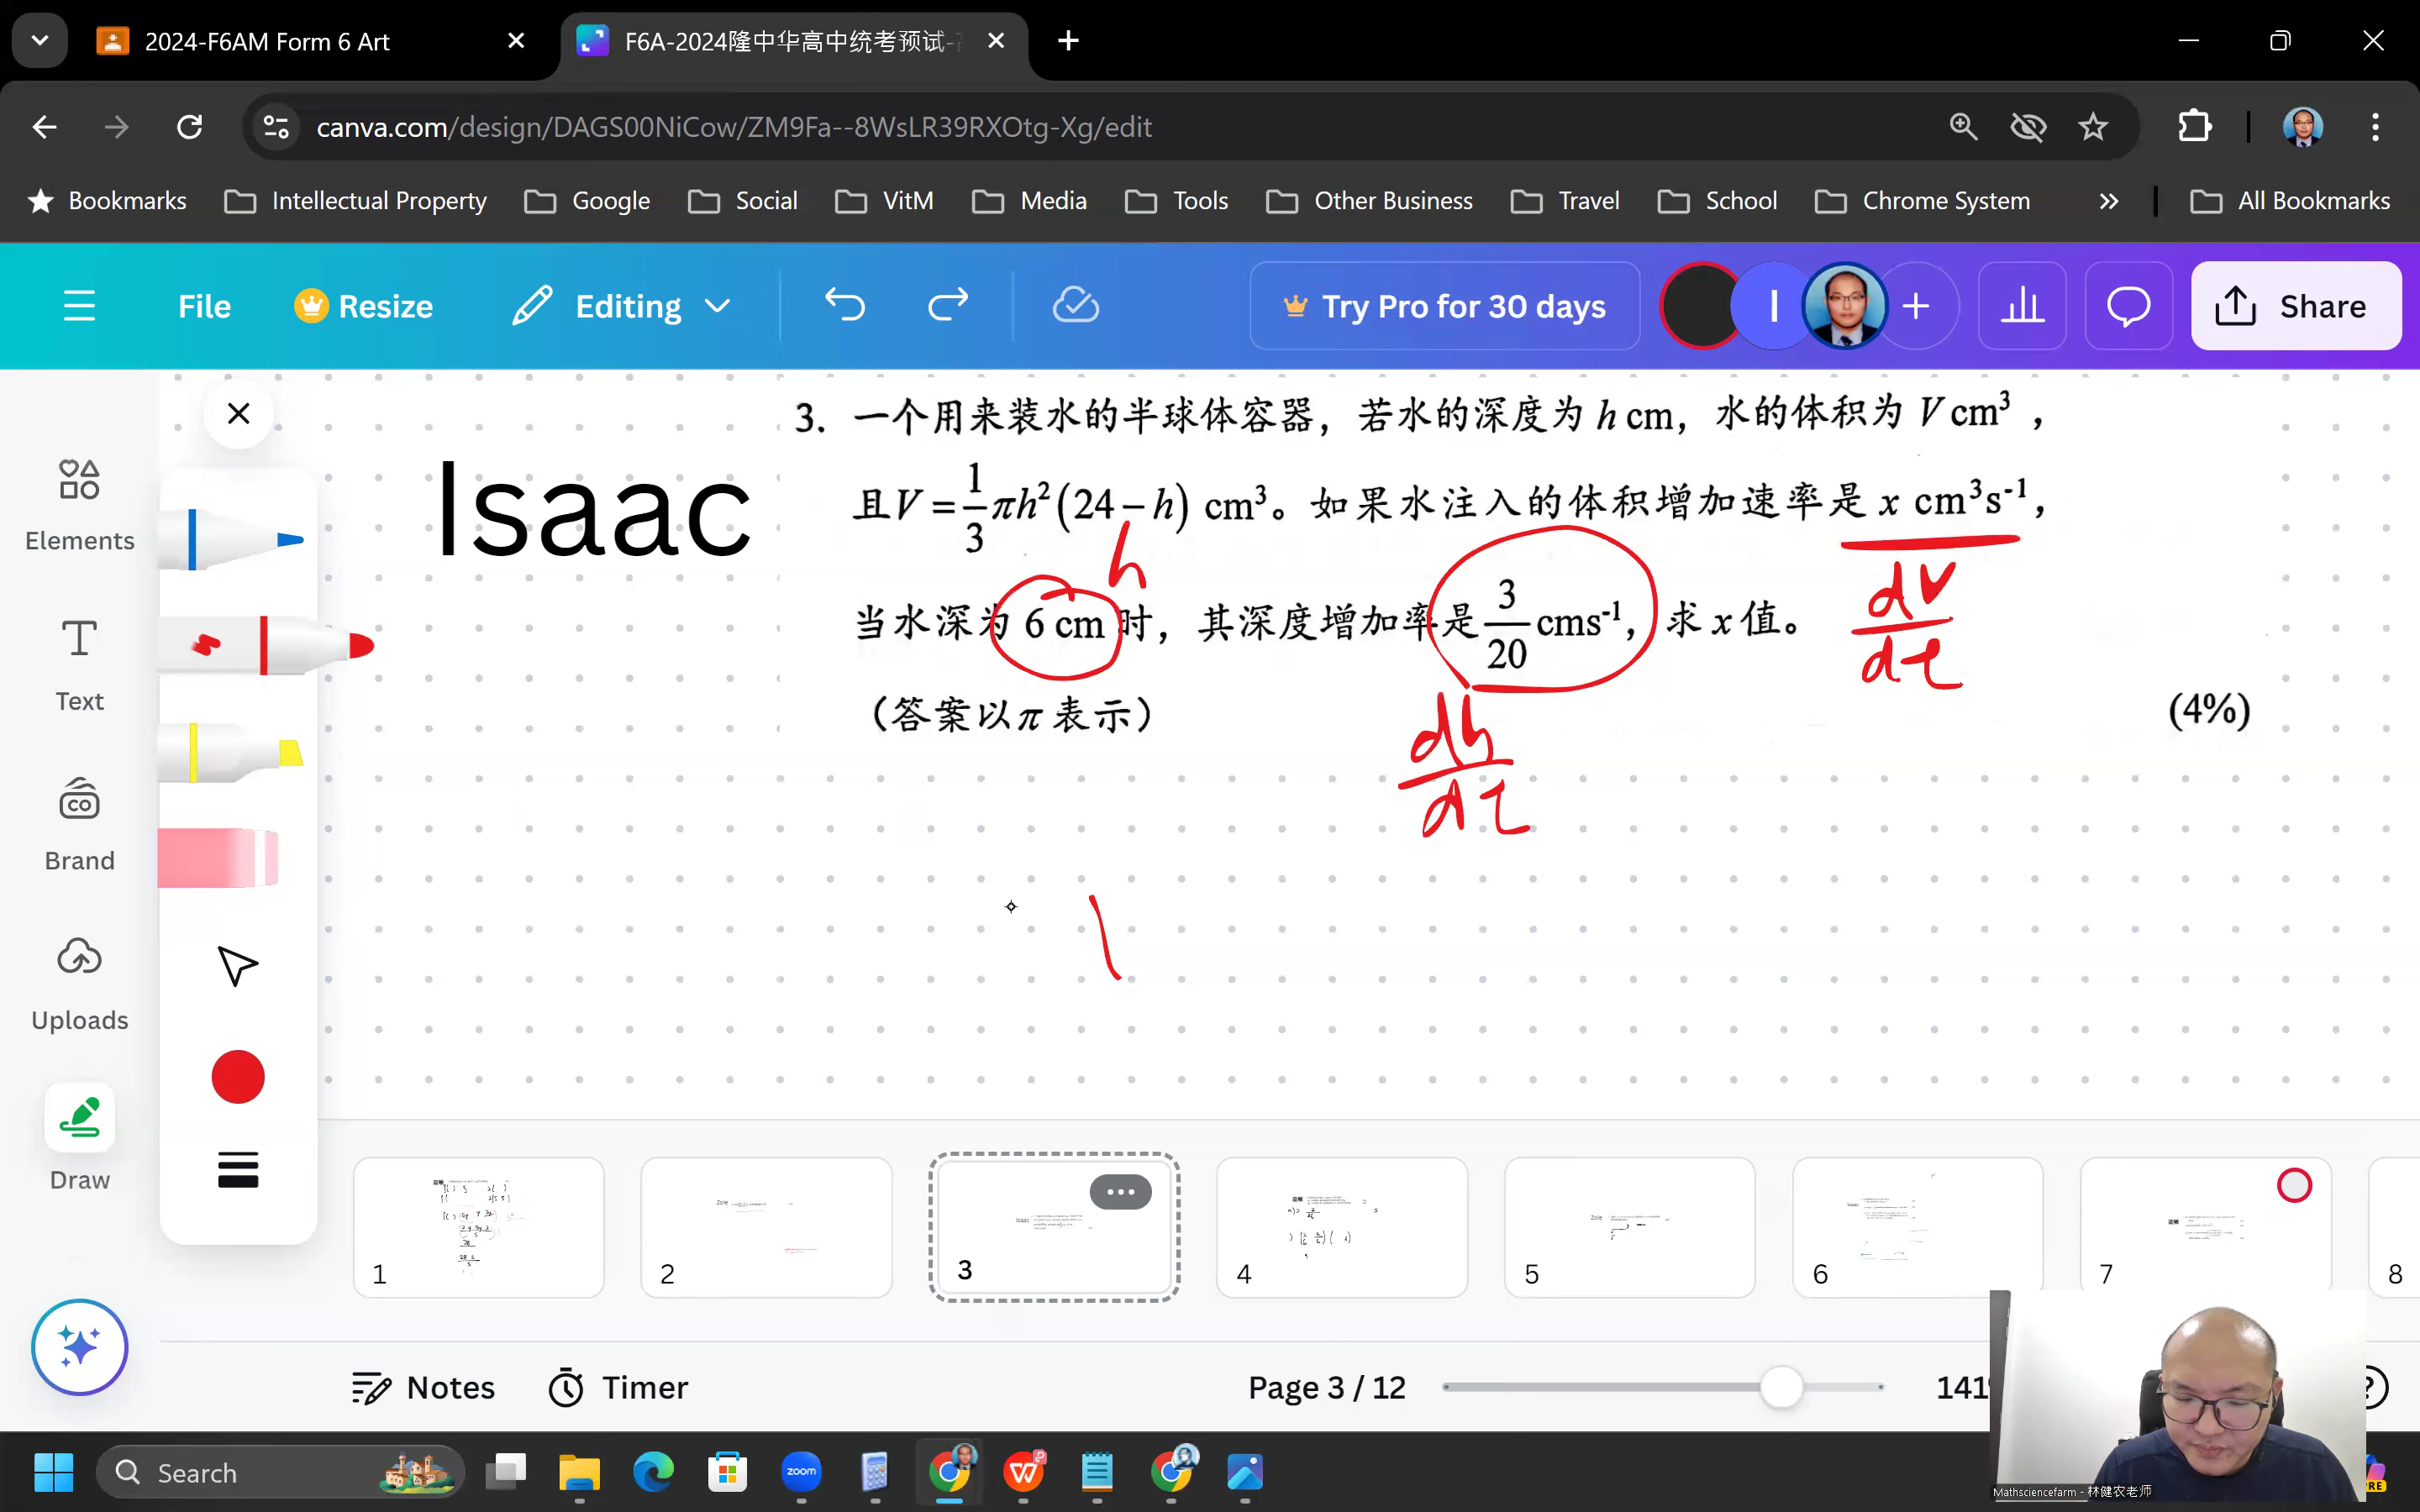 2024-F6AM Form 6 Art
F6A-2024隆中华高中统考预试-
canva.com/design/DAGS00NiCow/ZM9Fa--8WsLR39RXOtg-Xg/edit
Bookmarks Intellectual Property Google Social VitM Media Tools Other Business Travel School Chrome System » All Bookmarks
File Resize Editing Try Pro for 30 days I + Share
Elements
Text
Brand
Uploads
Draw
Isaac
3. 一个用来装水的半球体容器，若水的深度为 h cm，水的体积为 V cm³，
且 V = 1/3 πh²(24 − h) cm³。如果水注入的体积增加速率是 x cm³s⁻¹，
h
当水深为 6 cm 时，其深度增加率是 3/20 cms⁻¹，求 x 值。
dV/dt
（答案以 π 表示）
(4%)
dh/dt
1 2 3 4 5 6 7 8
Notes Timer Page 3 / 12 141
Search
zoom
Mathsciencefarm - 林健农老师
PRE